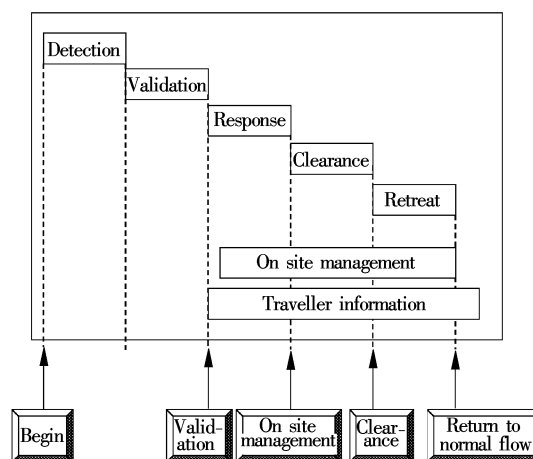 Detection
Validation
Response
Clearance
Retreat
On site management
Traveller information
Begin
Valid-
ation
On site
management
Clear-
ance
Return to
normal flow